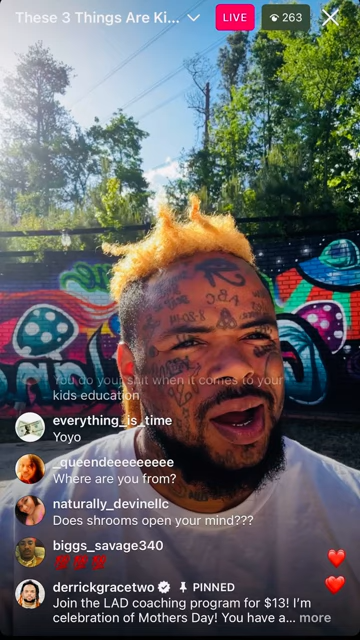 These 3 Things Are Ki...
LIVE
263
You do your shit when it comes to your
kids education
everything_is_time
Yoyo
_queendeeeeeeeee
Where are you from?
naturally_devinellc
Does shrooms open your mind???
biggs_savage340
💯💯💯
derrickgracetwo PINNED
Join the LAD coaching program for $13! I'm
celebration of Mothers Day! You have a... more